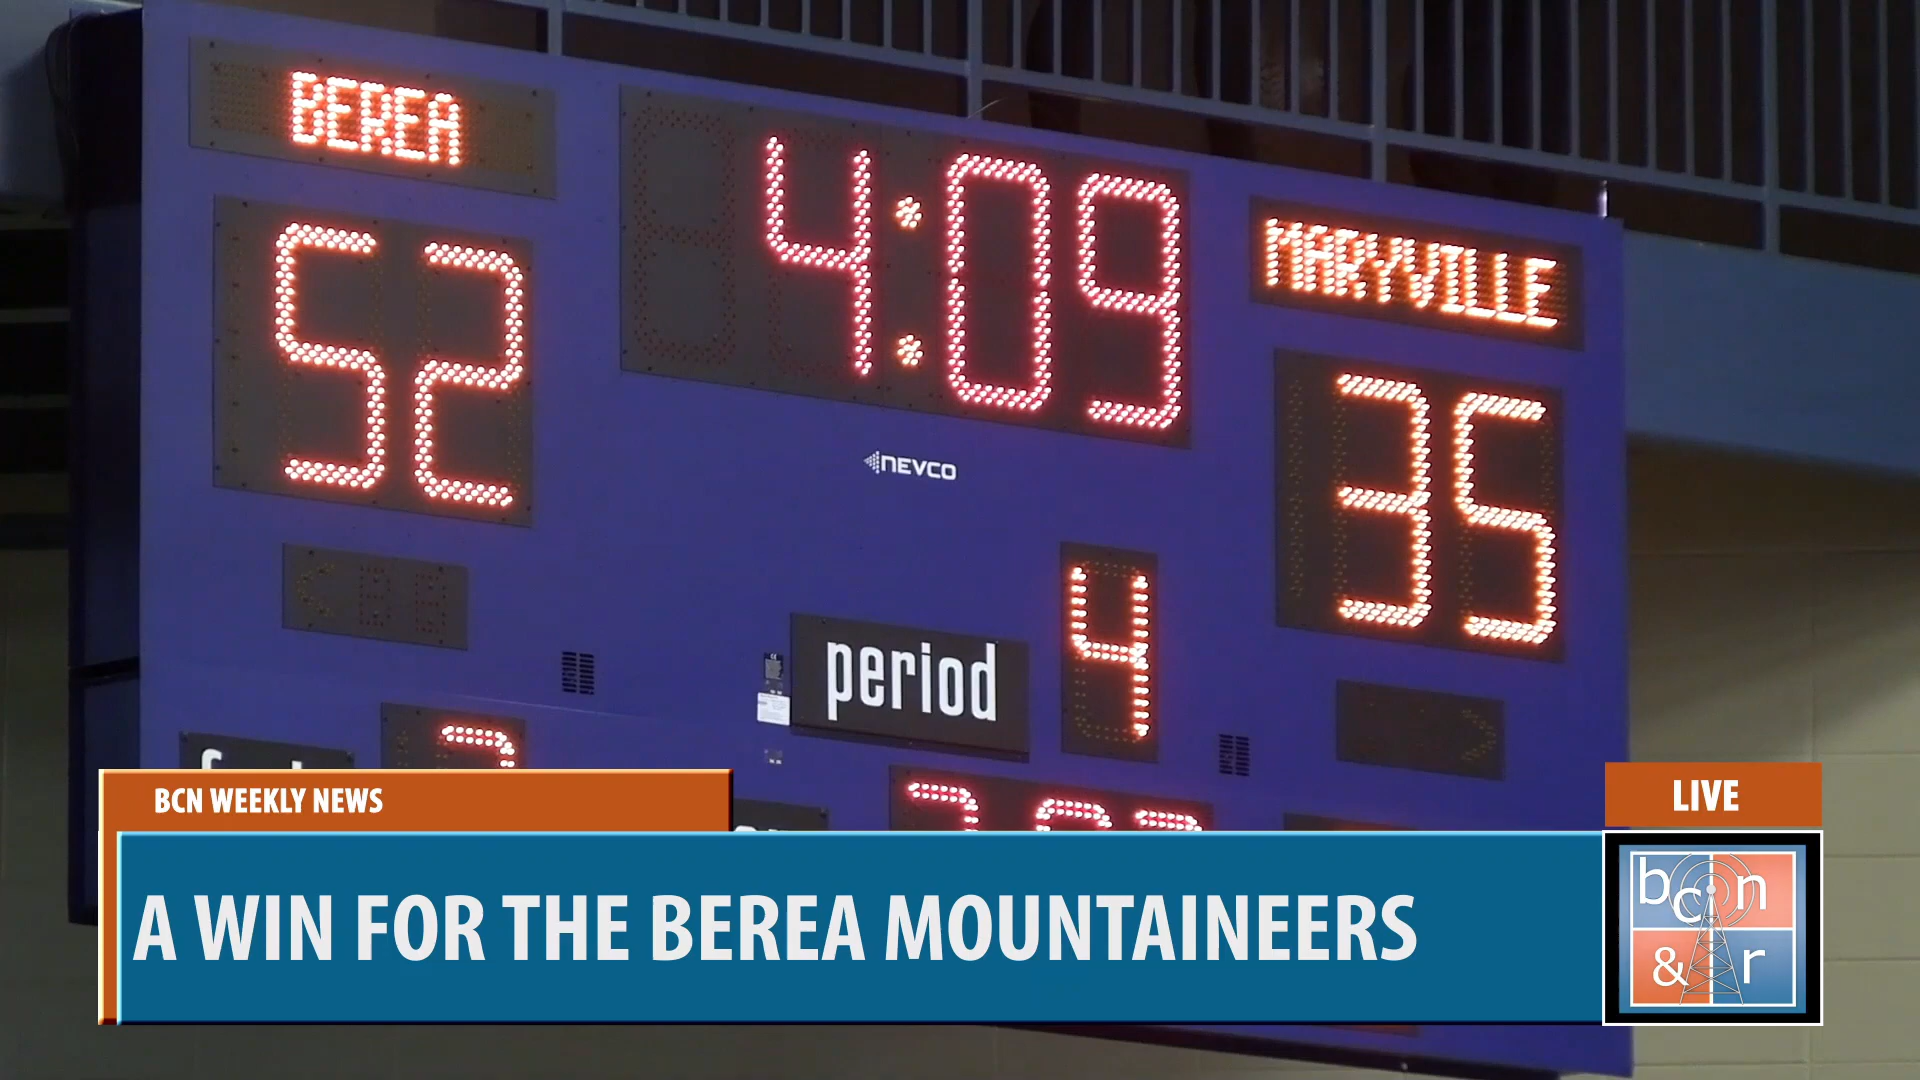 BEREA
4:09
MARYVILLE
52
35
NEVCO
period
4
BCN WEEKLY NEWS
LIVE
A WIN FOR THE BEREA MOUNTAINEERS
bcn
&r